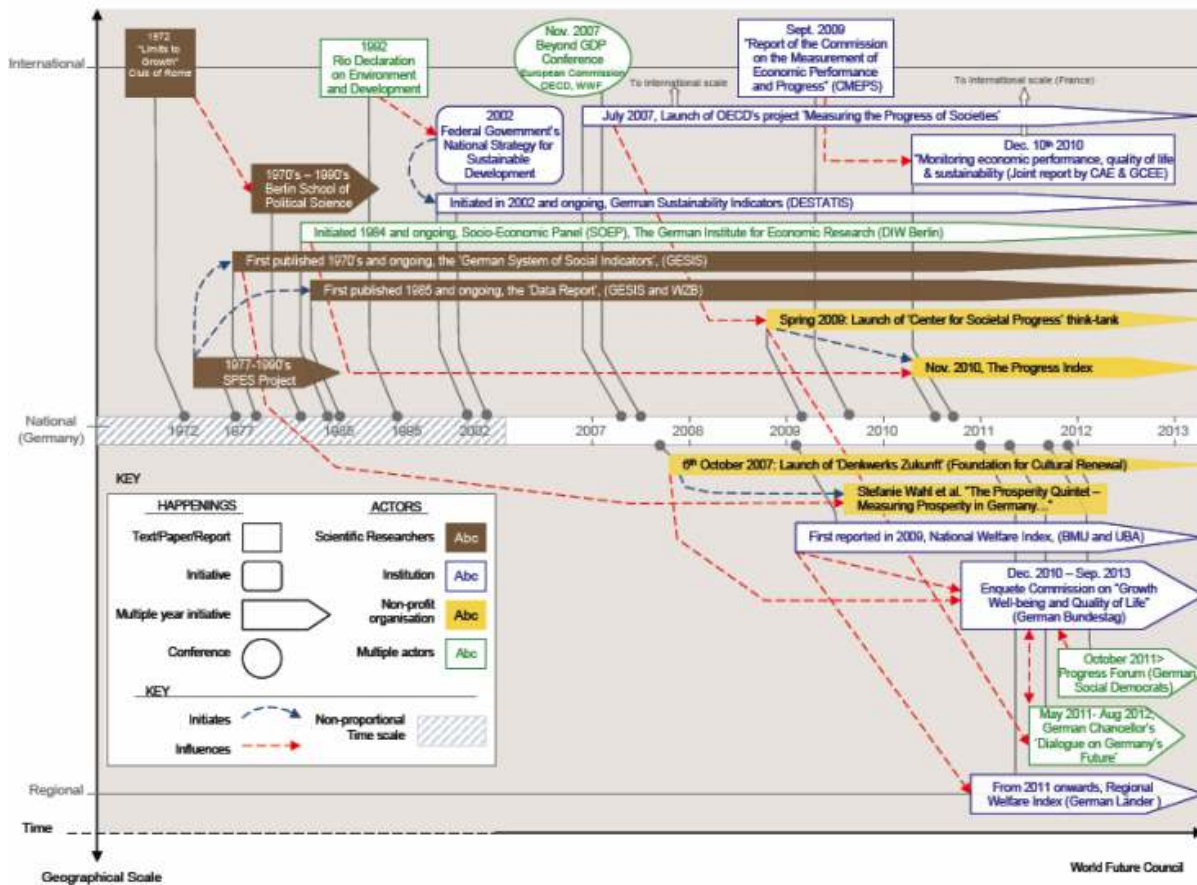 1972
"Limits to
Growth"
Club of Rome
1992
Rio Declaration
on Environment
and Development
Nov. 2007
Beyond GDP
Conference
European Commission
OECD, WWF
To International scale
Sept. 2009
"Report of the Commission
on the Measurement of
Economic Performance
and Progress" (CMEPS)
To International scale (France)
International
July 2007, Launch of OECD's project 'Measuring the Progress of Societies'
2002
Federal Government's
National Strategy for
Sustainable
Development
Dec. 10th 2010
"Monitoring economic performance, quality of life
& sustainability (Joint report by CAE & GCEE)
1970's – 1990's
Berlin School of
Political Science
Initiated in 2002 and ongoing, German Sustainability Indicators (DESTATIS)
Initiated 1984 and ongoing, Socio-Economic Panel (SOEP), The German Institute for Economic Research (DIW Berlin)
First published 1970's and ongoing, the 'German System of Social Indicators', (GESIS)
First published 1985 and ongoing, the 'Data Report', (GESIS and WZB)
Spring 2009: Launch of 'Center for Societal Progress' think-tank
1977-1990's
SPES Project
Nov. 2010, The Progress Index
National
(Germany)
1972 1977 1985 1995 2002 2007 2008 2009 2010 2011 2012 2013
6th October 2007: Launch of 'Denkwerks Zukunft' (Foundation for Cultural Renewal)
Stefanie Wahl et al. "The Prosperity Quintet –
Measuring Prosperity in Germany..."
First reported in 2009, National Welfare Index, (BMU and UBA)
Dec. 2010 – Sep. 2013
Enquete Commission on "Growth
Well-being and Quality of Life"
(German Bundestag)
October 2011>
Progress Forum (German
Social Democrats)
May 2011- Aug 2012,
German Chancellor's
'Dialogue on Germany's
Future'
From 2011 onwards, Regional
Welfare Index (German Länder )
KEY
HAPPENINGS
Text/Paper/Report
Initiative
Multiple year initiative
Conference
ACTORS
Scientific Researchers
Abc
Institution
Abc
Non-profit
organisation
Abc
Multiple actors
Abc
KEY
Initiates
Influences
Non-proportional
Time scale
Regional
Time
Geographical Scale
World Future Council